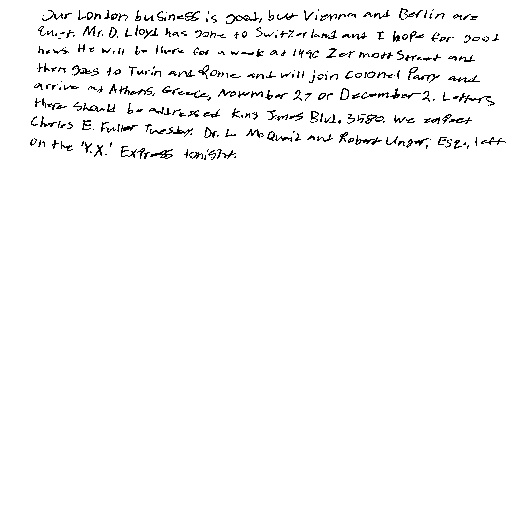 Our London business is good, but Vienna and Berlin are
quiet. Mr. D. Lloyd has gone to Switzerland and I hope for good
news. He will be there for a week at 1496 Zermott Street and
then goes to Turin and Rome and will join Colonel Parry and
arrive at Athens, Greece, November 27 or December 2. Letters
there should be addressed King James Blvd. 3580. We expect
Charles E. Fuller Tuesday. Dr. L. McQuaid and Robert Unger, Esq., left
on the 'Y.X.' Express tonight.